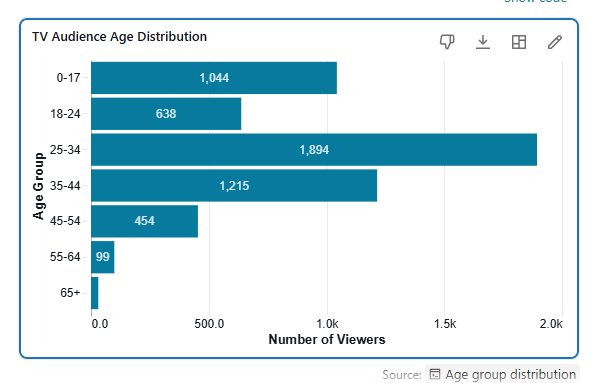 Show code
TV Audience Age Distribution
0-17 1,044
18-24 638
25-34 1,894
35-44 1,215
45-54 454
55-64 99
65+
Age Group
0.0 500.0 1.0k 1.5k 2.0k
Number of Viewers
Source: Age group distribution